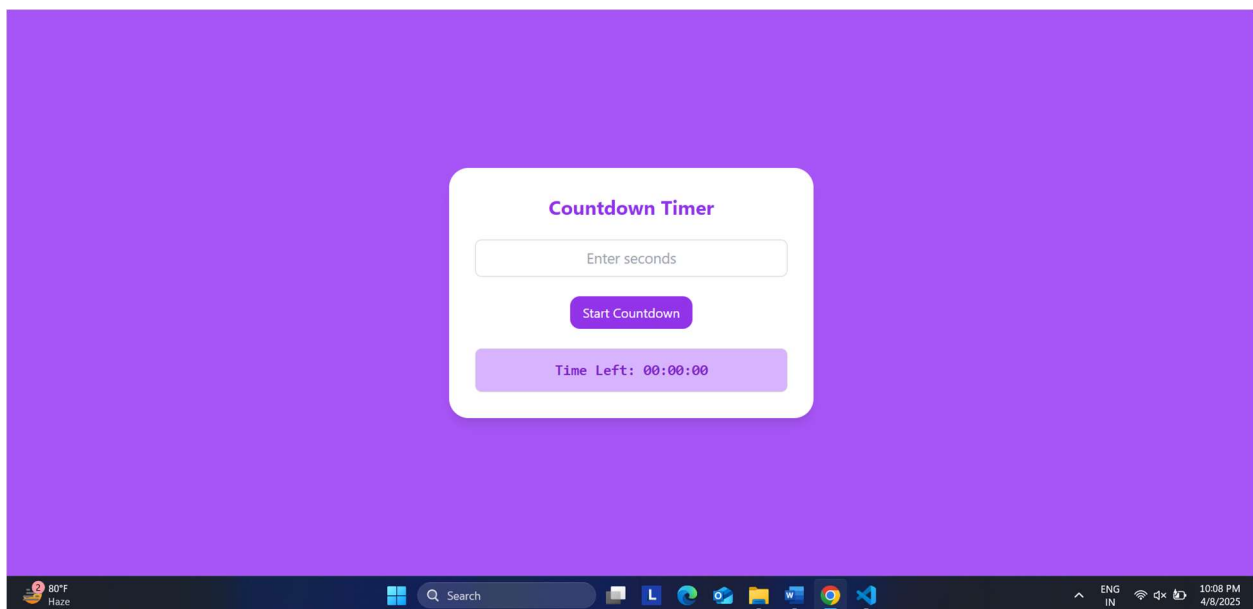 Countdown Timer
Enter seconds
Start Countdown
Time Left: 00:00:00
2
80°F
Haze
Search
L
W
ENG
IN
10:08 PM
4/8/2025